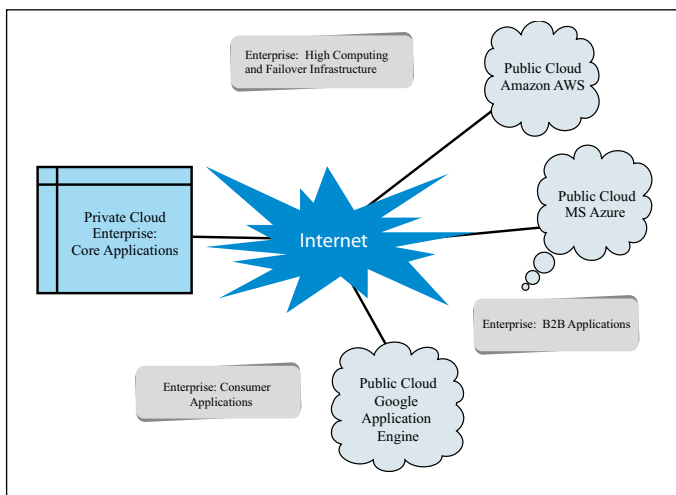 Enterprise: High Computing
and Failover Infrastructure
Public Cloud
Amazon AWS
Private Cloud
Enterprise:
Core Applications
Internet
Public Cloud
MS Azure
Enterprise: B2B Applications
Enterprise: Consumer
Applications
Public Cloud
Google
Application
Engine